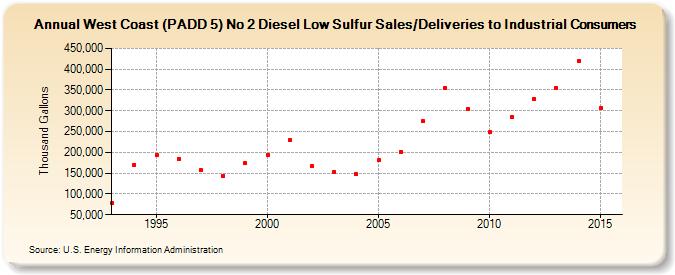 Annual West Coast (PADD 5) No 2 Diesel Low Sulfur Sales/Deliveries to Industrial Consumers
Thousand Gallons
450,000
400,000
350,000
300,000
250,000
200,000
150,000
100,000
50,000
1995 2000 2005 2010 2015
Source: U.S. Energy Information Administration